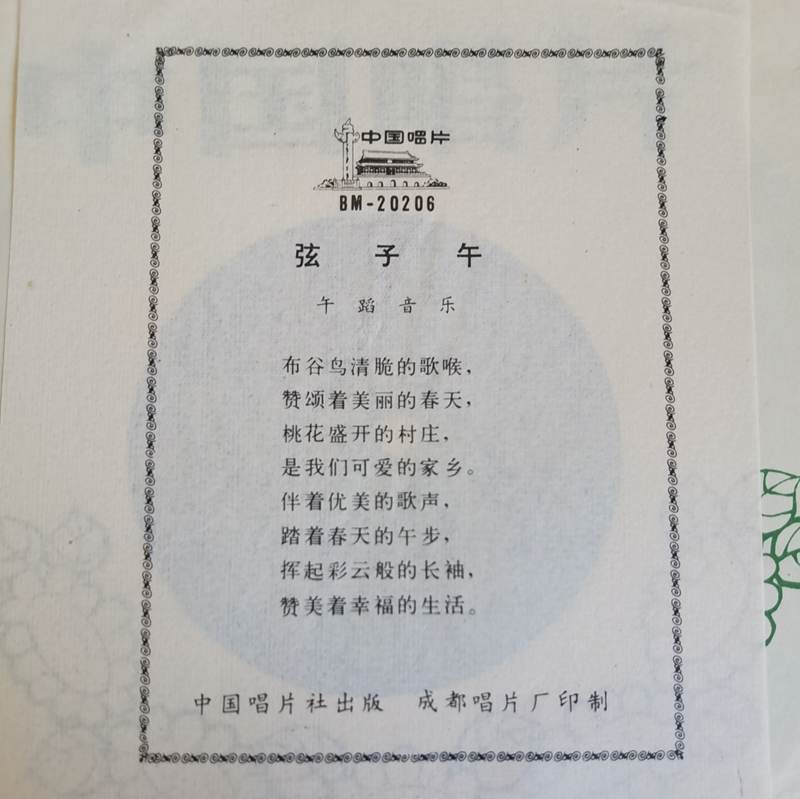 中国唱片
BM-20206
弦子午
午蹈音乐
布谷鸟清脆的歌喉，
赞颂着美丽的春天，
桃花盛开的村庄，
是我们可爱的家乡。
伴着优美的歌声，
踏着春天的午步，
挥起彩云般的长袖，
赞美着幸福的生活。
中国唱片社出版 成都唱片厂印制